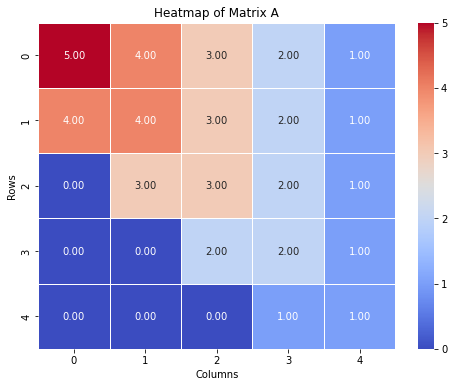 Heatmap of Matrix A
Rows
0 5.00 4.00 3.00 2.00 1.00
1 4.00 4.00 3.00 2.00 1.00
2 0.00 3.00 3.00 2.00 1.00
3 0.00 0.00 2.00 2.00 1.00
4 0.00 0.00 0.00 1.00 1.00
0 1 2 3 4
Columns
5
4
3
2
1
0